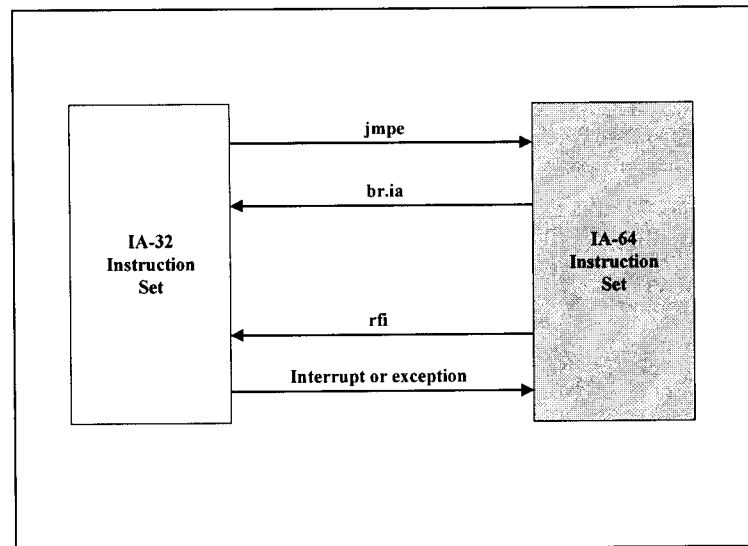 jmpe
br.ia
IA-32
Instruction
Set
IA-64
Instruction
Set
rfi
Interrupt or exception